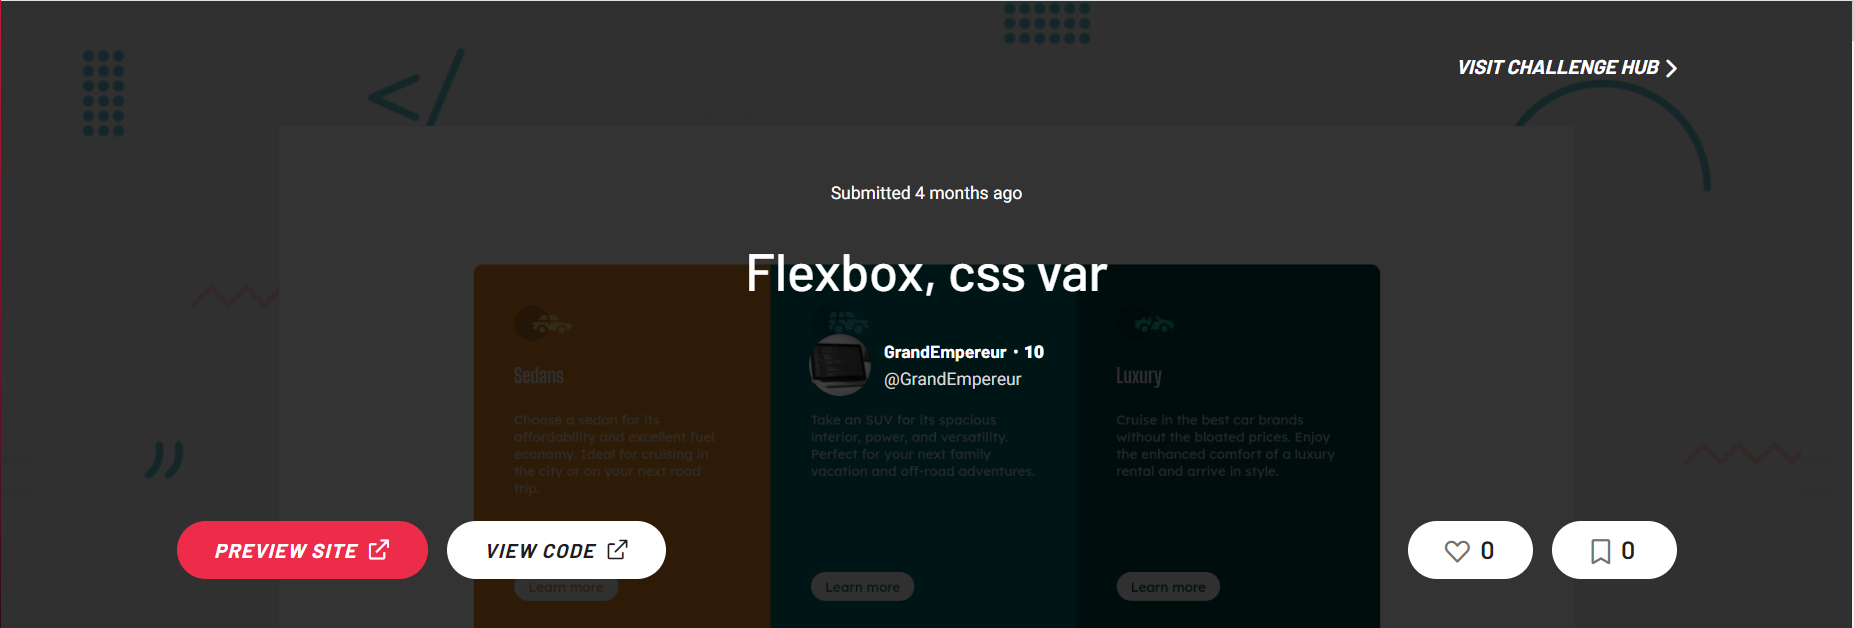 VISIT CHALLENGE HUB
Submitted 4 months ago
Flexbox, css var
GrandEmpereur • 10
@GrandEmpereur
Sedans
Choose a sedan for its
affordability and excellent fuel
economy. Ideal for cruising in
the city or on your next road
trip.
Take an SUV for its spacious
interior, power, and versatility.
Perfect for your next family
vacation and off-road adventures.
Luxury
Cruise in the best car brands
without the bloated prices. Enjoy
the enhanced comfort of a luxury
rental and arrive in style.
PREVIEW SITE
VIEW CODE
0
0
Learn more
Learn more
Learn more